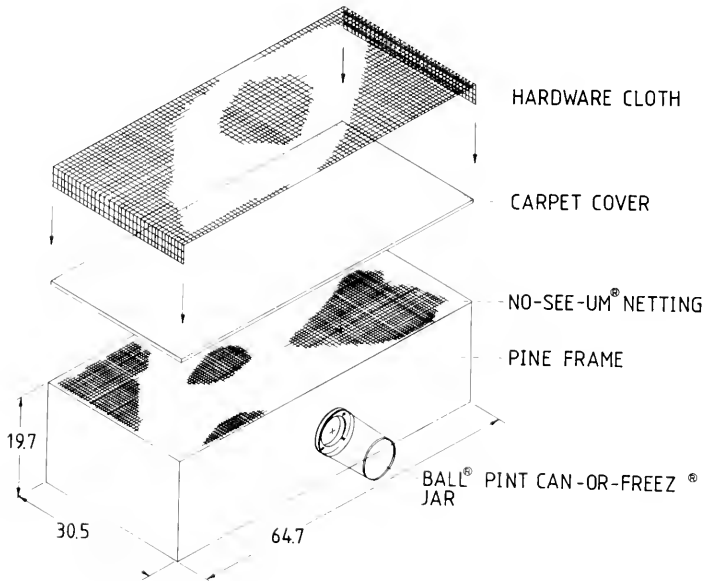 HARDWARE CLOTH
CARPET COVER
NO-SEE-UM® NETTING
PINE FRAME
19.7
BALL® PINT CAN-OR-FREEZ®
JAR
30.5
64.7